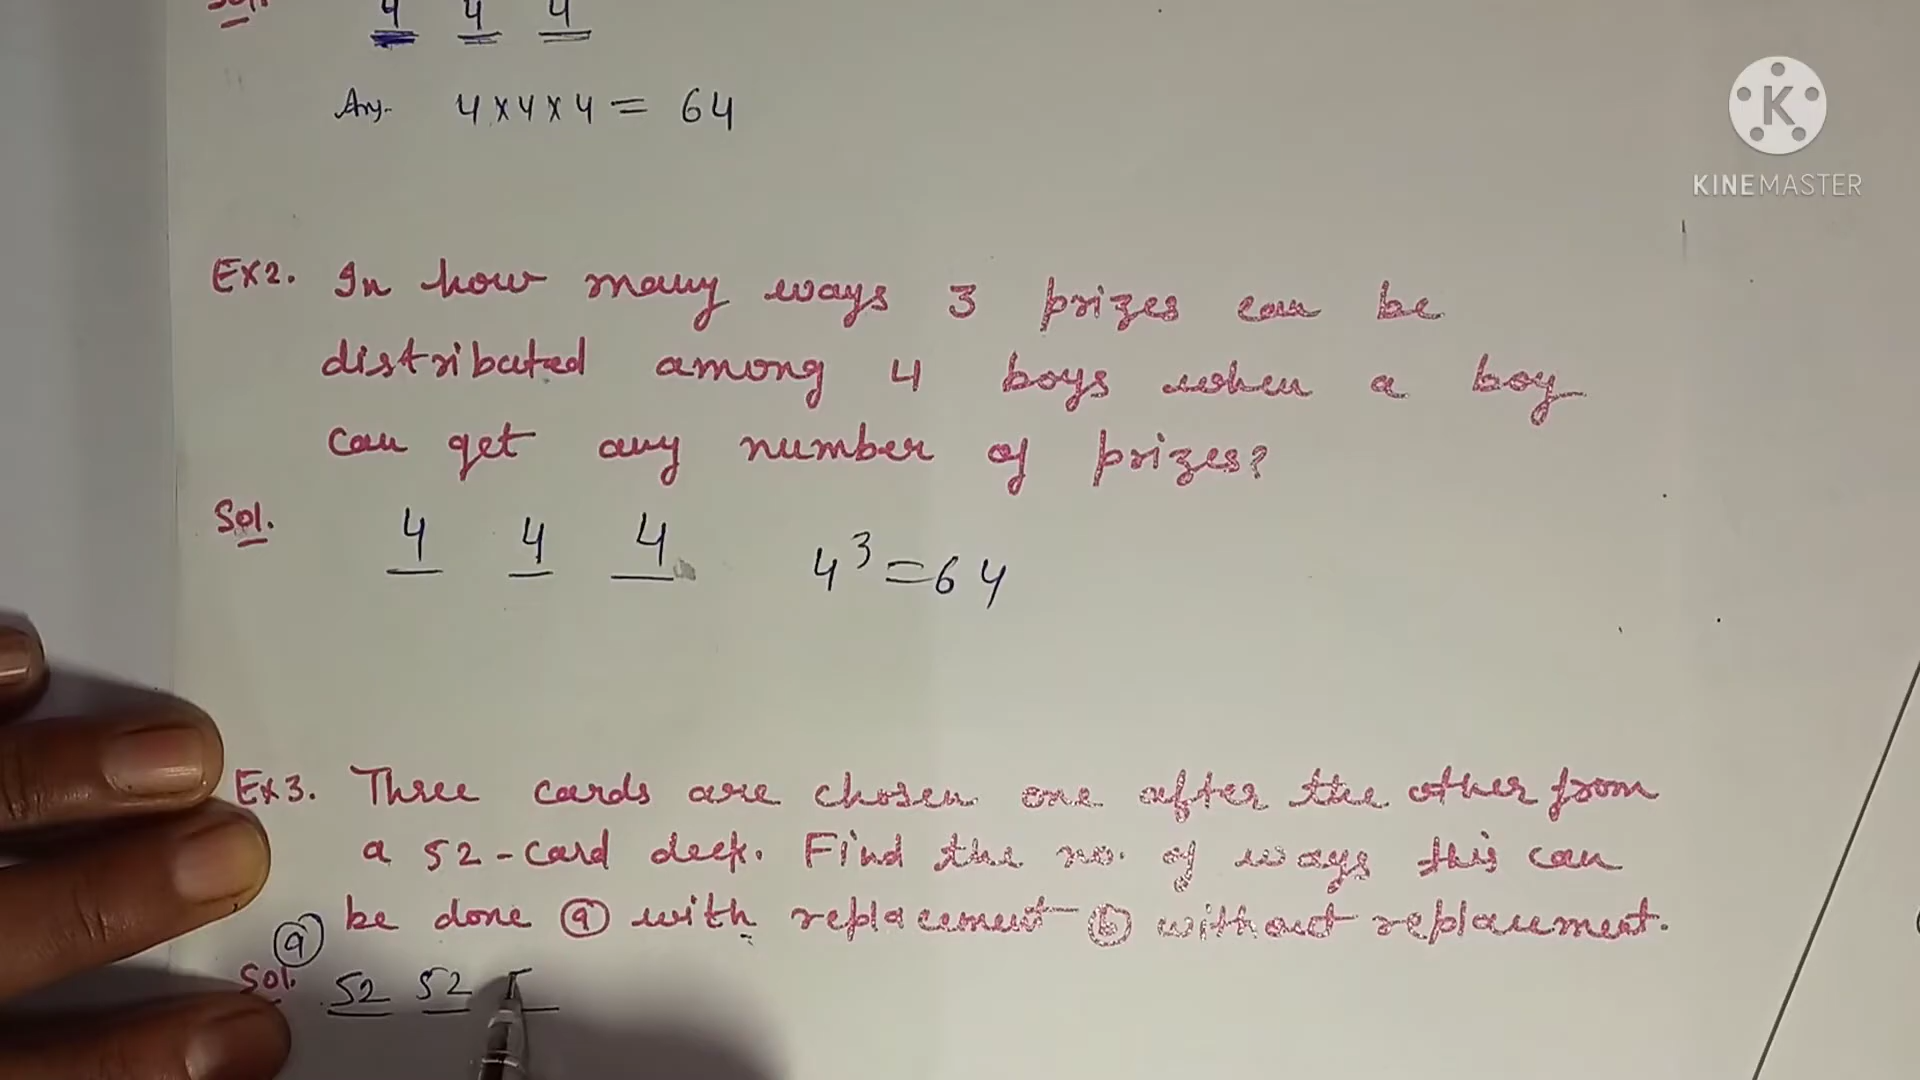 Sol.
4 4 4
Ans. 4×4×4 = 64
KINEMASTER
Ex2. In how many ways 3 prizes can be
distributed among 4 boys when a boy
can get any number of prizes?
Sol. 4 4 4 4³ = 64
Ex3. Three cards are chosen one after the other from
a 52-card deck. Find the no. of ways this can
be done ⓐ with replacement ⓑ without replacement.
ⓐ
Sol. 52 52 5